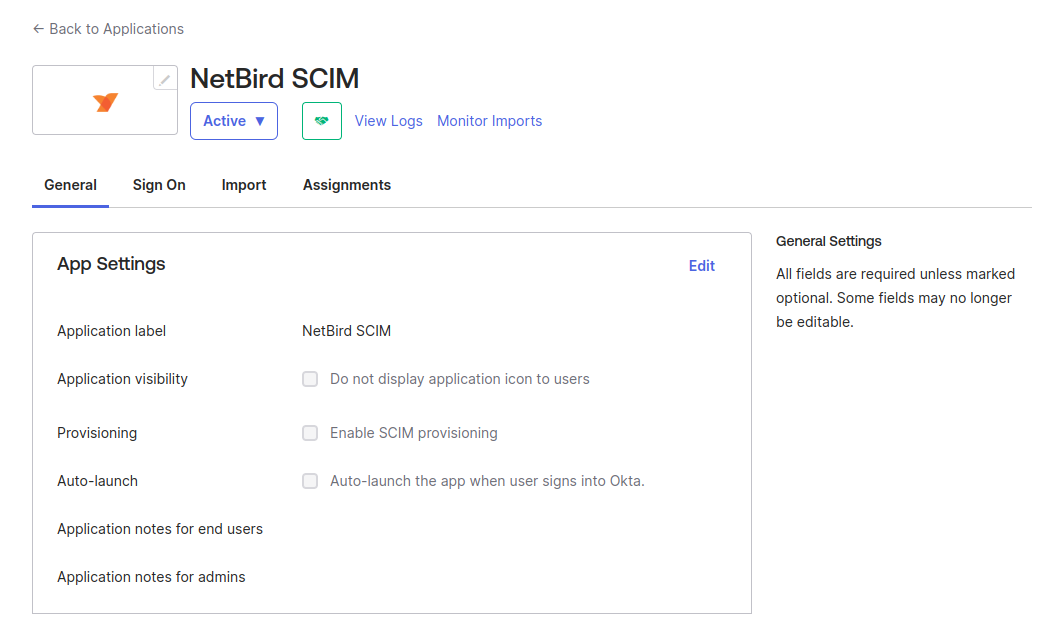 ← Back to Applications
NetBird SCIM
Active ▼
View Logs Monitor Imports
General Sign On Import Assignments
App Settings
Edit
Application label NetBird SCIM
Application visibility Do not display application icon to users
Provisioning Enable SCIM provisioning
Auto-launch Auto-launch the app when user signs into Okta.
Application notes for end users
Application notes for admins
General Settings
All fields are required unless marked
optional. Some fields may no longer
be editable.